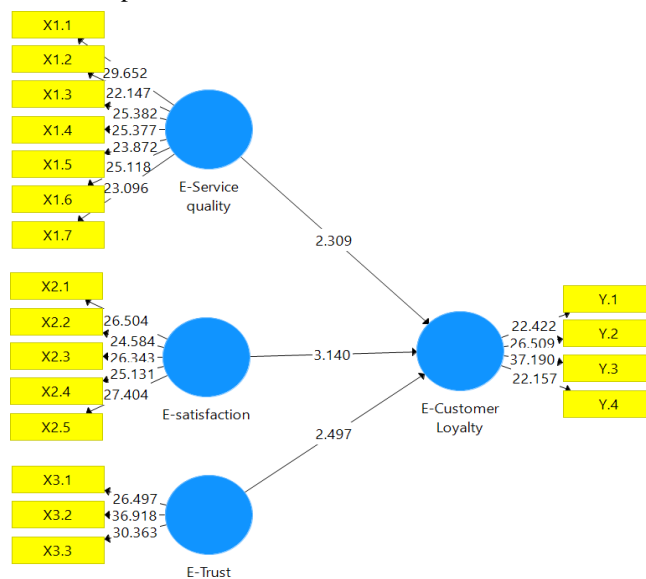 X1.1
X1.2
X1.3
X1.4
X1.5
X1.6
X1.7
29.652
22.147
25.382
25.377
23.872
25.118
23.096
E-Service
quality
2.309
X2.1
X2.2
X2.3
X2.4
X2.5
26.504
24.584
26.343
25.131
27.404
E-satisfaction
3.140
X3.1
X3.2
X3.3
26.497
36.918
30.363
E-Trust
2.497
E-Customer
Loyalty
22.422
26.509
37.190
22.157
Y.1
Y.2
Y.3
Y.4